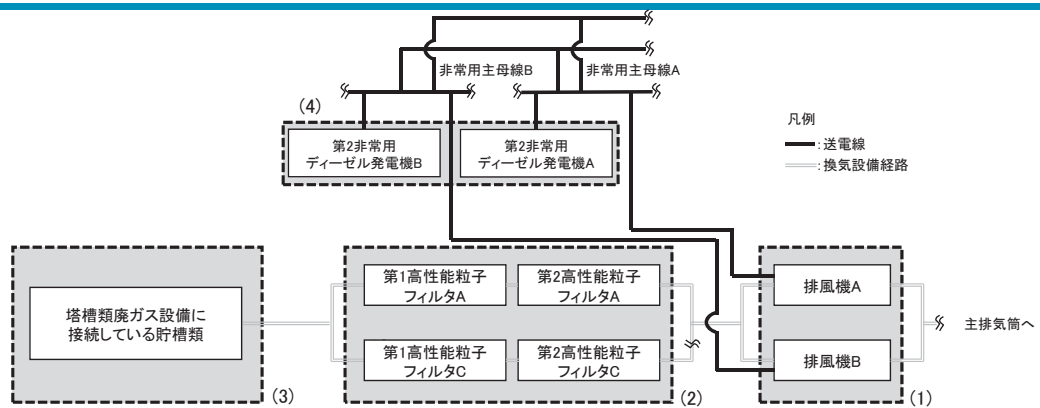 非常用主母線B
非常用主母線A
(4)
第2非常用
ディーゼル発電機B
第2非常用
ディーゼル発電機A
凡例
:送電線
:換気設備経路
塔槽類廃ガス設備に
接続している貯槽類
(3)
第1高性能粒子
フィルタA
第2高性能粒子
フィルタA
第1高性能粒子
フィルタC
第2高性能粒子
フィルタC
(2)
排風機A
排風機B
(1)
主排気筒へ